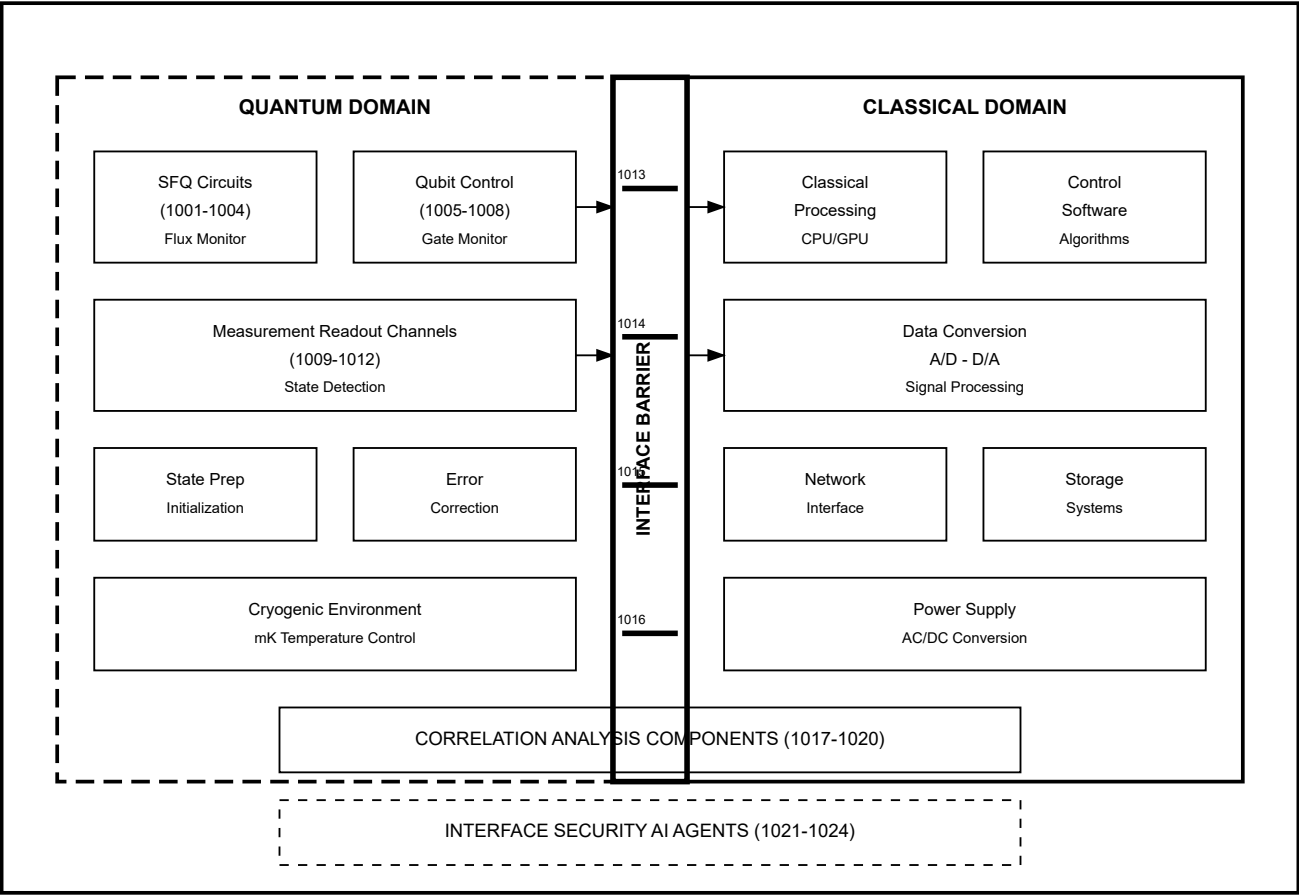 QUANTUM DOMAIN
CLASSICAL DOMAIN
SFQ Circuits
(1001-1004)
Flux Monitor
Qubit Control
(1005-1008)
Gate Monitor
1013
Classical
Processing
CPU/GPU
Control
Software
Algorithms
Measurement Readout Channels
(1009-1012)
State Detection
1014
INTERFACE BARRIER
Data Conversion
A/D - D/A
Signal Processing
State Prep
Initialization
Error
Correction
1015
Network
Interface
Storage
Systems
Cryogenic Environment
mK Temperature Control
1016
Power Supply
AC/DC Conversion
CORRELATION ANALYSIS COMPONENTS (1017-1020)
INTERFACE SECURITY AI AGENTS (1021-1024)